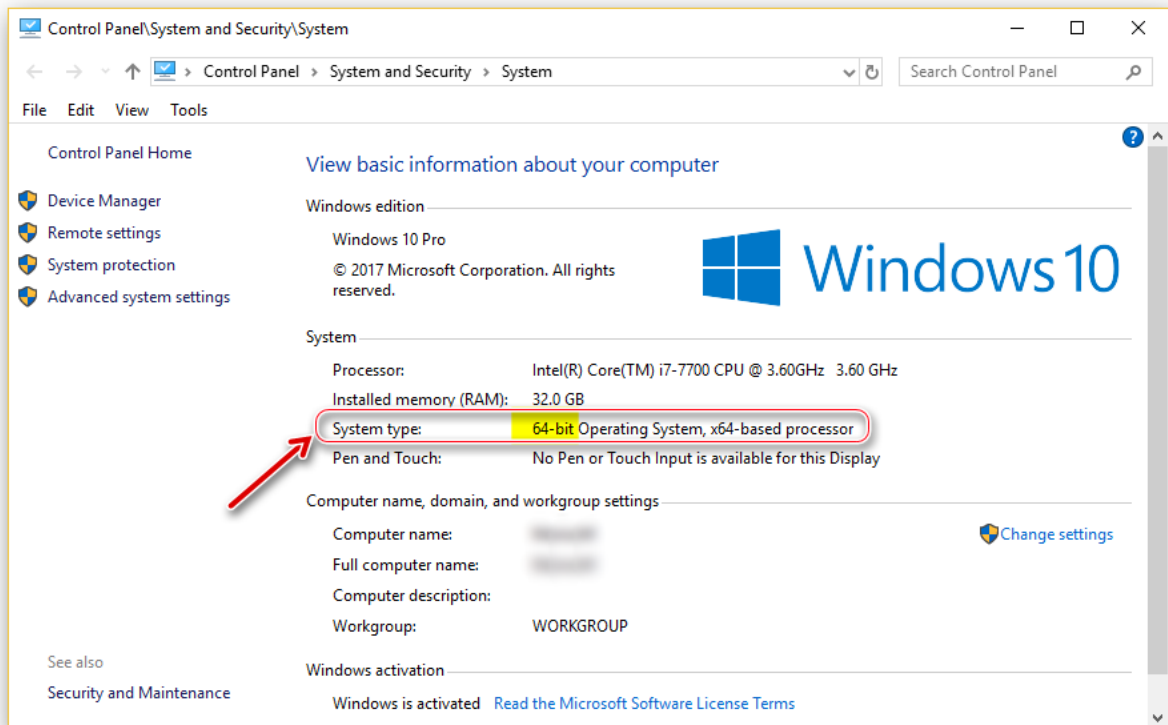 Control Panel\System and Security\System
Control Panel › System and Security › System
Search Control Panel
File Edit View Tools
Control Panel Home
Device Manager
Remote settings
System protection
Advanced system settings
See also
Security and Maintenance
?
View basic information about your computer
Windows edition
Windows 10 Pro
© 2017 Microsoft Corporation. All rights
reserved.
Windows 10
System
Processor: Intel(R) Core(TM) i7-7700 CPU @ 3.60GHz 3.60 GHz
Installed memory (RAM): 32.0 GB
System type: 64-bit Operating System, x64-based processor
Pen and Touch: No Pen or Touch Input is available for this Display
Computer name, domain, and workgroup settings
Computer name:
Change settings
Full computer name:
Computer description:
Workgroup: WORKGROUP
Windows activation
Windows is activated Read the Microsoft Software License Terms